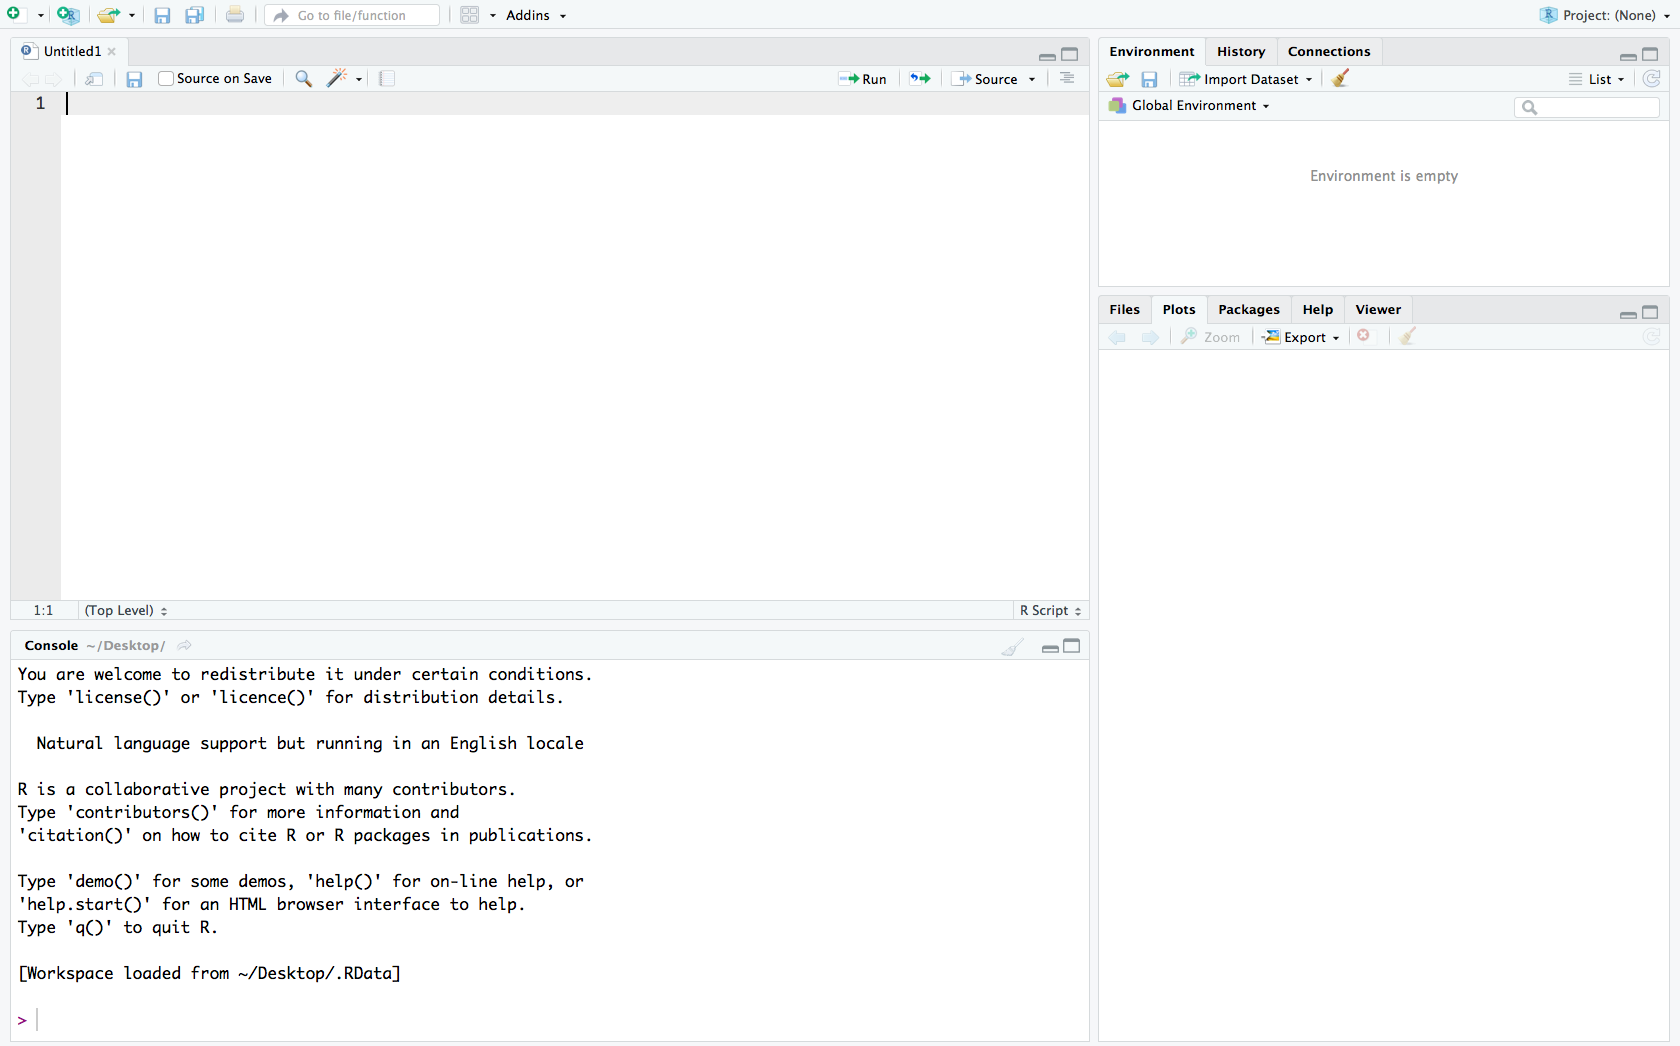 Go to file/function
Addins
Project: (None)
Untitled1
Source on Save
Run
Source
1
1:1
(Top Level)
R Script
Console ~/Desktop/
You are welcome to redistribute it under certain conditions.
Type 'license()' or 'licence()' for distribution details.
Natural language support but running in an English locale
R is a collaborative project with many contributors.
Type 'contributors()' for more information and
'citation()' on how to cite R or R packages in publications.
Type 'demo()' for some demos, 'help()' for on-line help, or
'help.start()' for an HTML browser interface to help.
Type 'q()' to quit R.
[Workspace loaded from ~/Desktop/.RData]
>
Environment History Connections
Import Dataset
List
Global Environment
Environment is empty
Files Plots Packages Help Viewer
Zoom
Export